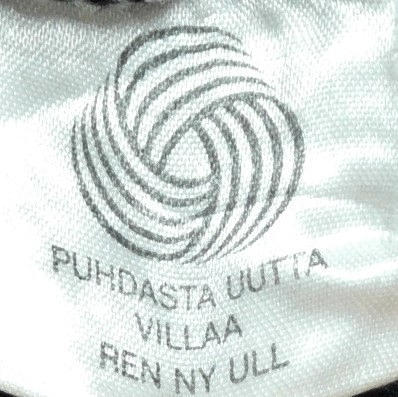 PUHDASTA UUTTA
VILLAA
REN NY ULL